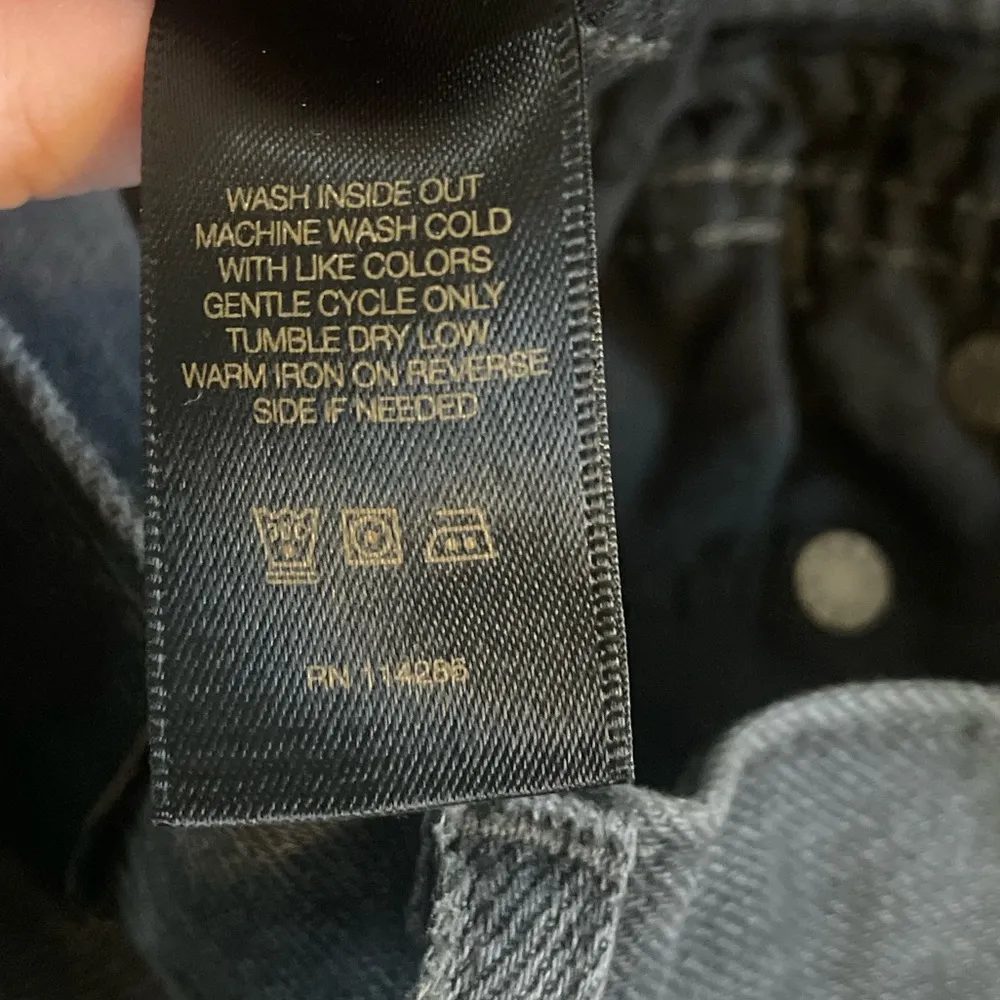 WASH INSIDE OUT
MACHINE WASH COLD
WITH LIKE COLORS
GENTLE CYCLE ONLY
TUMBLE DRY LOW
WARM IRON ON REVERSE
SIDE IF NEEDED
RN 114286